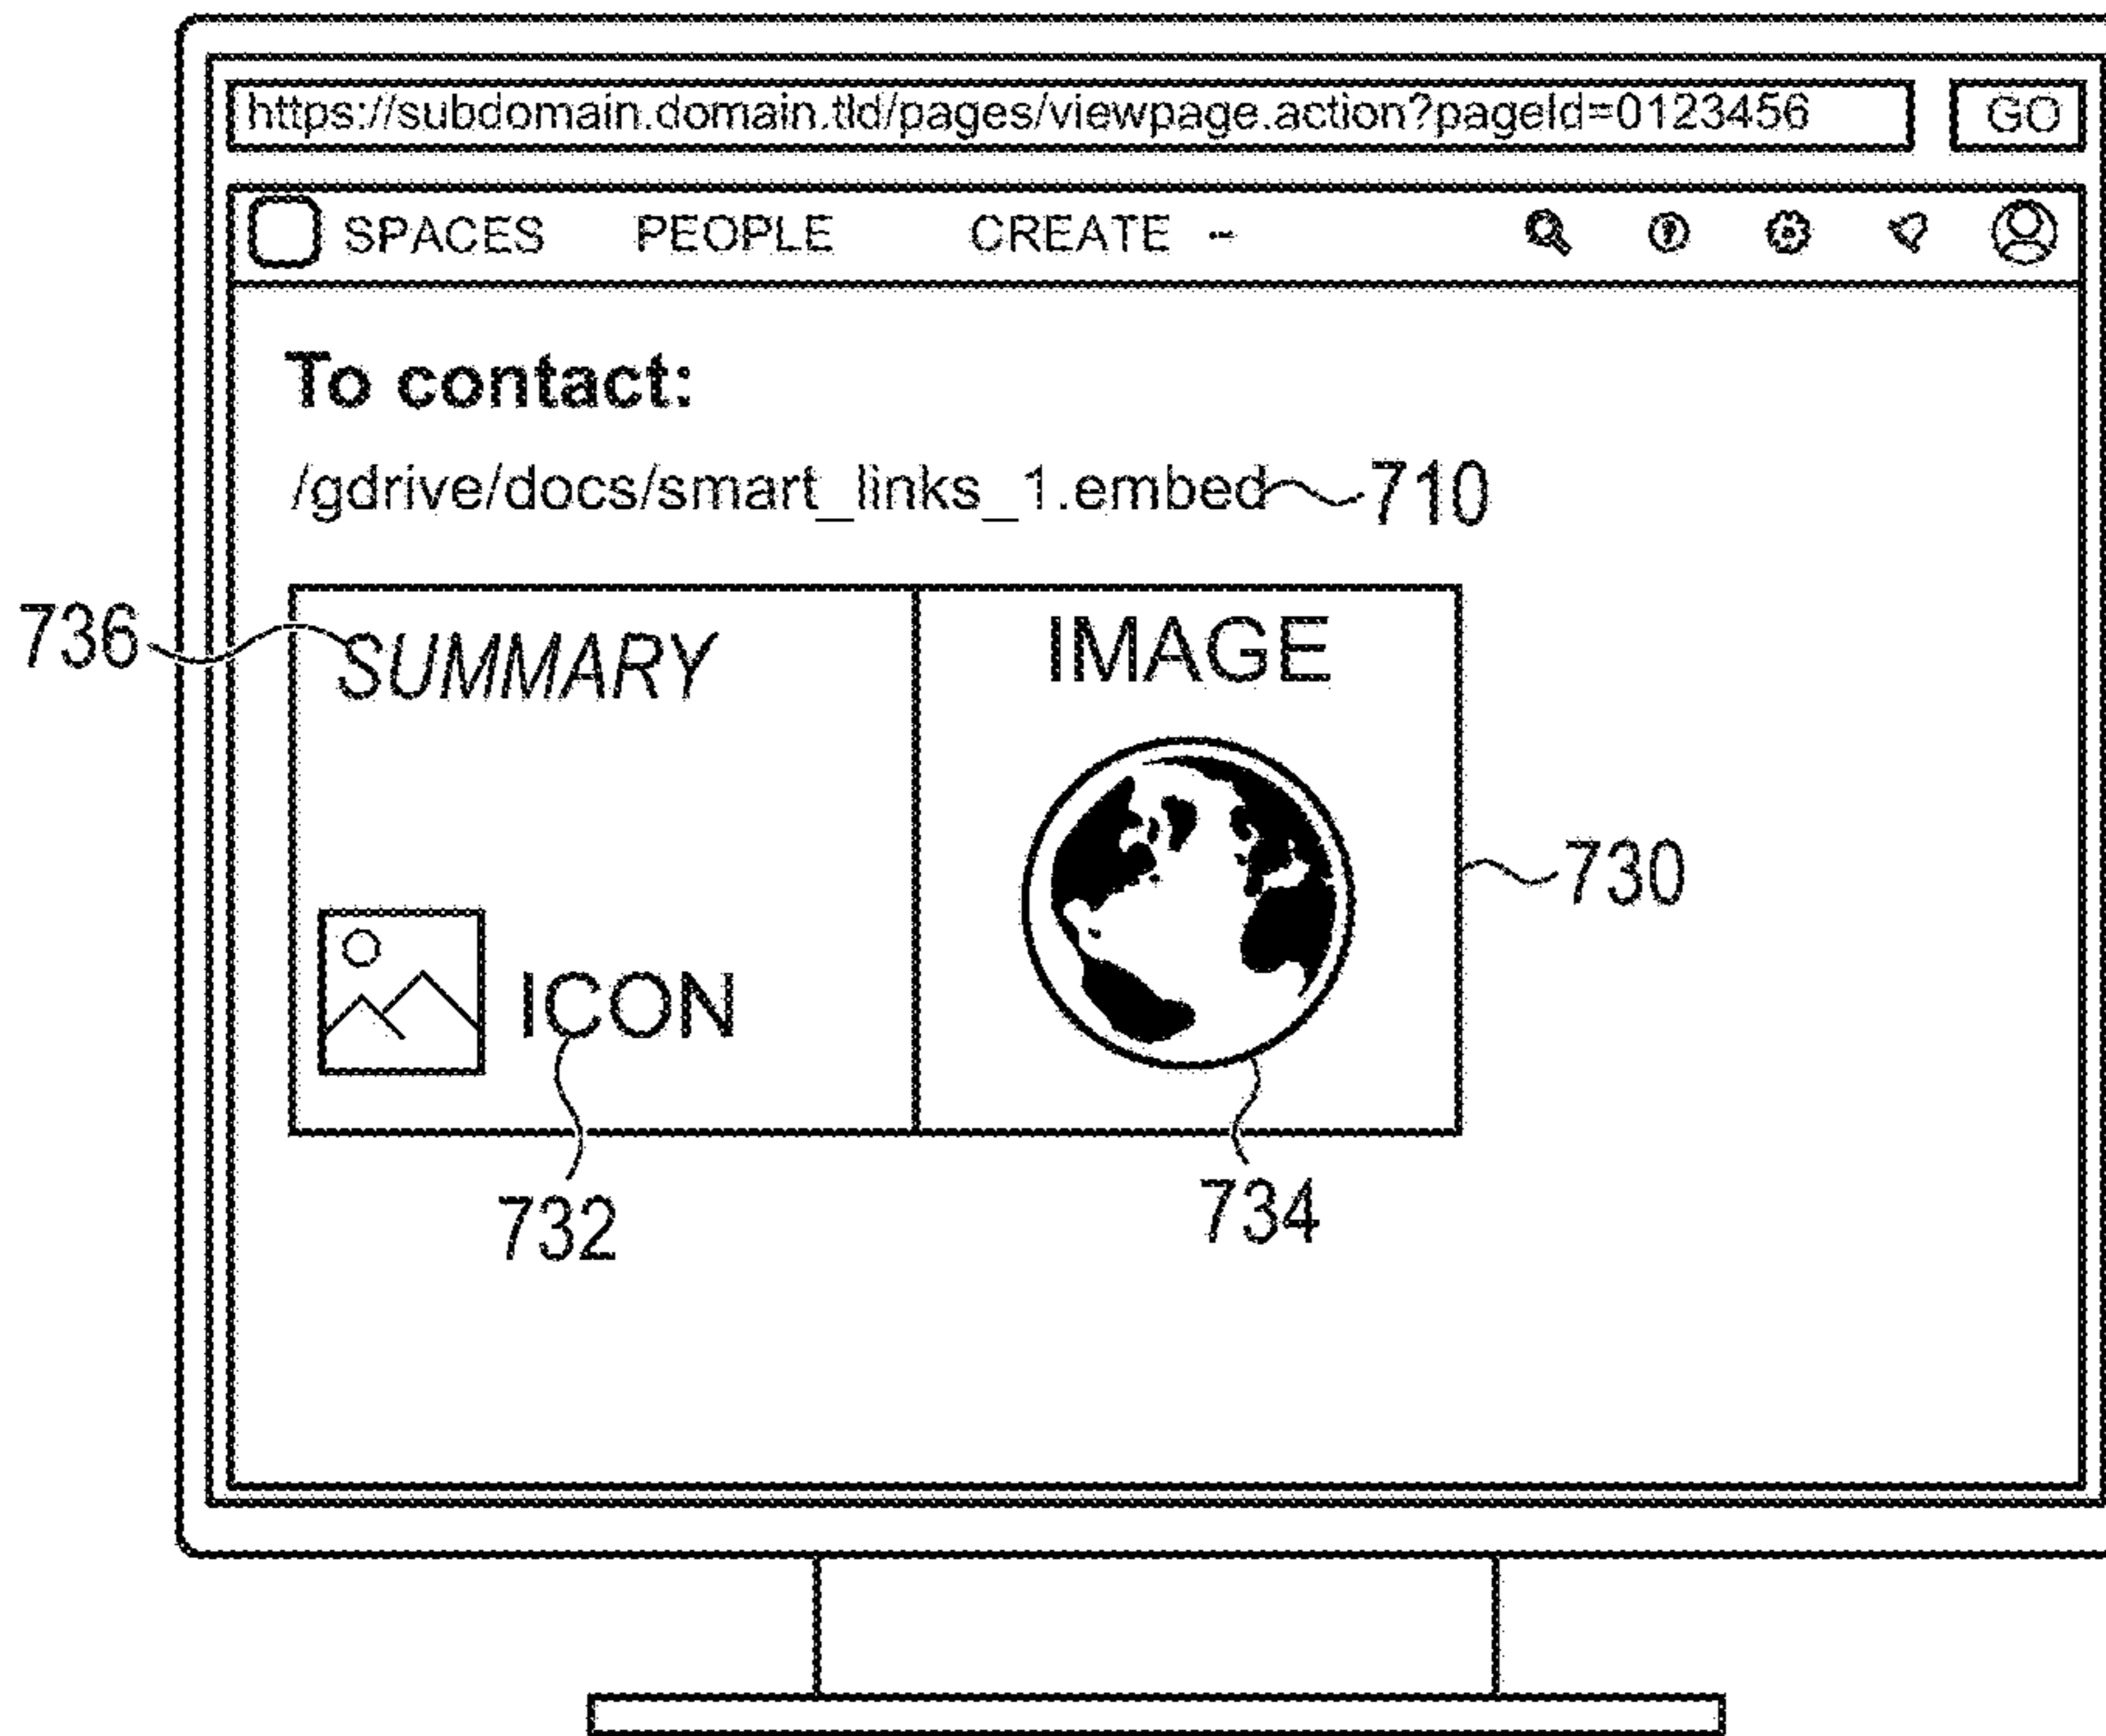 https://subdomain.domain.tld/pages/viewpage.action?pageId=0123456 GO
SPACES PEOPLE CREATE --
To contact:
/gdrive/docs/smart_links_1.embed 710
736 SUMMARY IMAGE
730
ICON
732 734